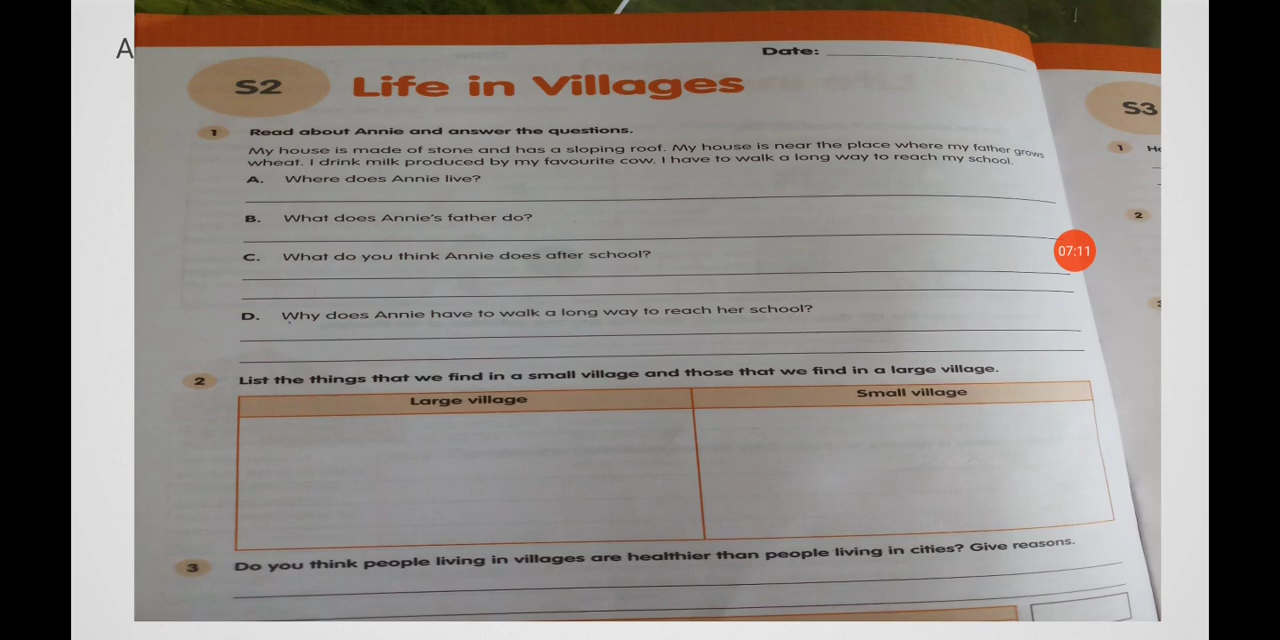 A
Date:
S2
Life in Villages
1 Read about Annie and answer the questions.
My house is made of stone and has a sloping roof. My house is near the place where my father grows
wheat. I drink milk produced by my favourite cow. I have to walk a long way to reach my school.
A. Where does Annie live?
B. What does Annie's father do?
C. What do you think Annie does after school?
D. Why does Annie have to walk a long way to reach her school?
2 List the things that we find in a small village and those that we find in a large village.
Large village
Small village
3 Do you think people living in villages are healthier than people living in cities? Give reasons.
S3
1
2
07:11